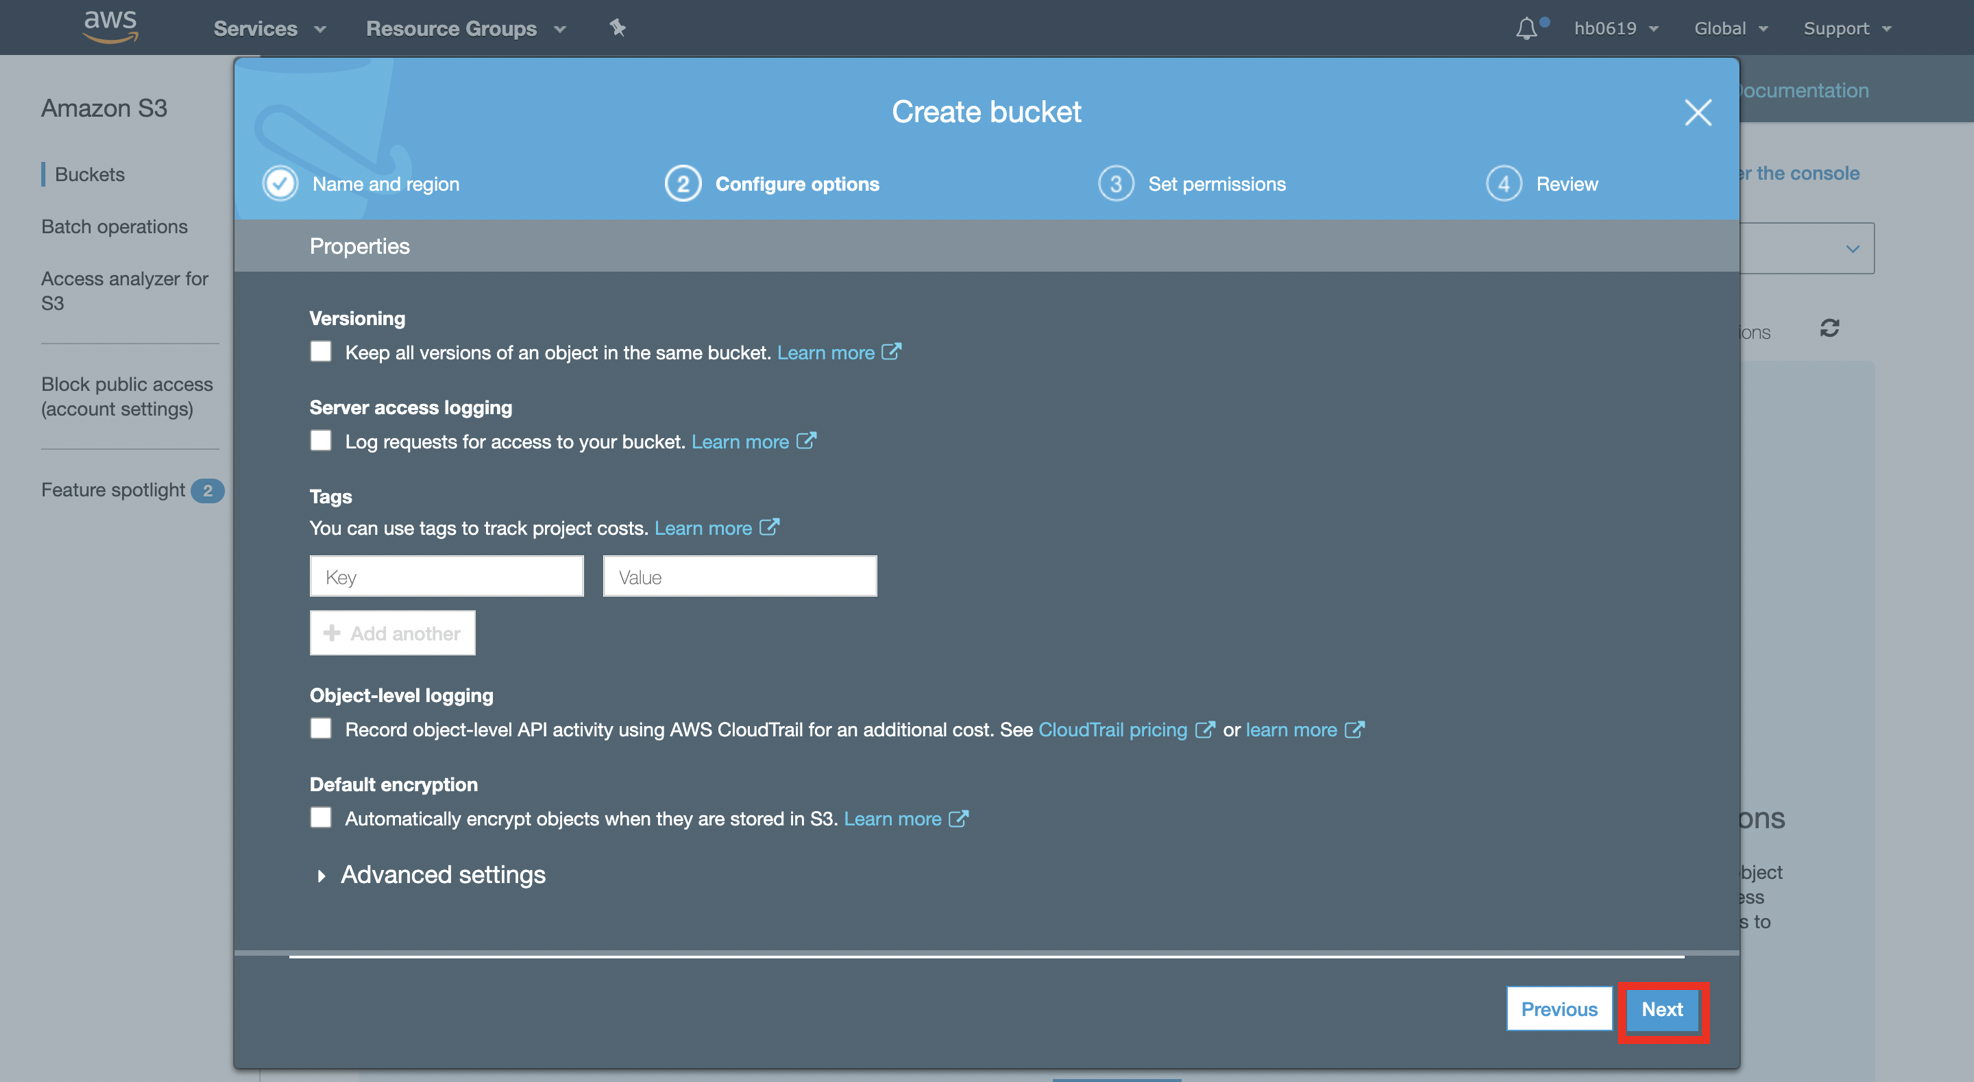 aws
Services
Resource Groups
hb0619
Global
Support
Amazon S3
Buckets
Batch operations
Access analyzer for
S3
Block public access
(account settings)
Feature spotlight 2
Create bucket
Name and region
2 Configure options
3 Set permissions
4 Review
Properties
Versioning
Keep all versions of an object in the same bucket. Learn more
Server access logging
Log requests for access to your bucket. Learn more
Tags
You can use tags to track project costs. Learn more
Key
Value
+ Add another
Object-level logging
Record object-level API activity using AWS CloudTrail for an additional cost. See CloudTrail pricing or learn more
Default encryption
Automatically encrypt objects when they are stored in S3. Learn more
Advanced settings
Previous
Next
ocumentation
er the console
ions
ons
bject
ess
s to